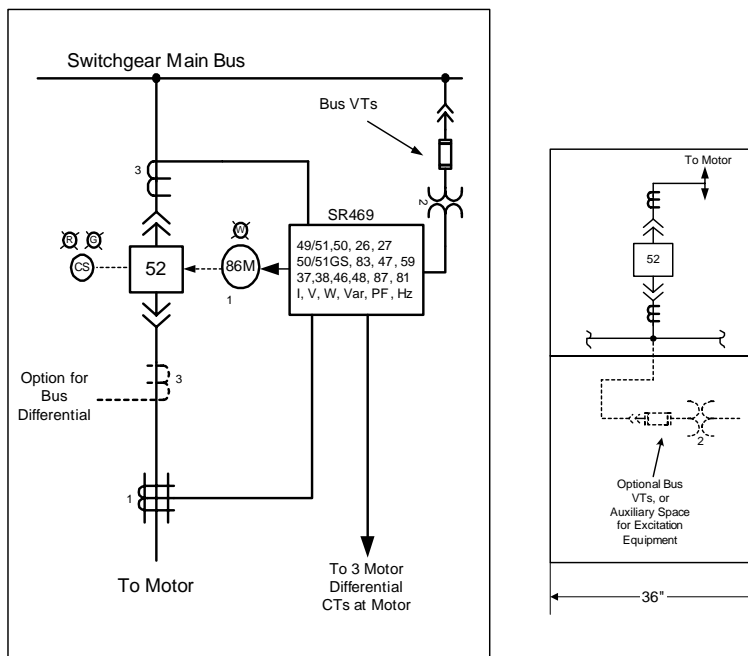 Switchgear Main Bus
Bus VTs
3
2
SR469
R G
W
CS
52
86M
1
49/51,50, 26, 27
50/51GS, 83, 47, 59
37,38,46,48, 87, 81
I, V, W, Var, PF, Hz
Option for
Bus
Differential
3
1
To Motor
To 3 Motor
Differential
CTs at Motor
To Motor
52
2
Optional Bus
VTs, or
Auxiliary Space
for Excitation
Equipment
36"